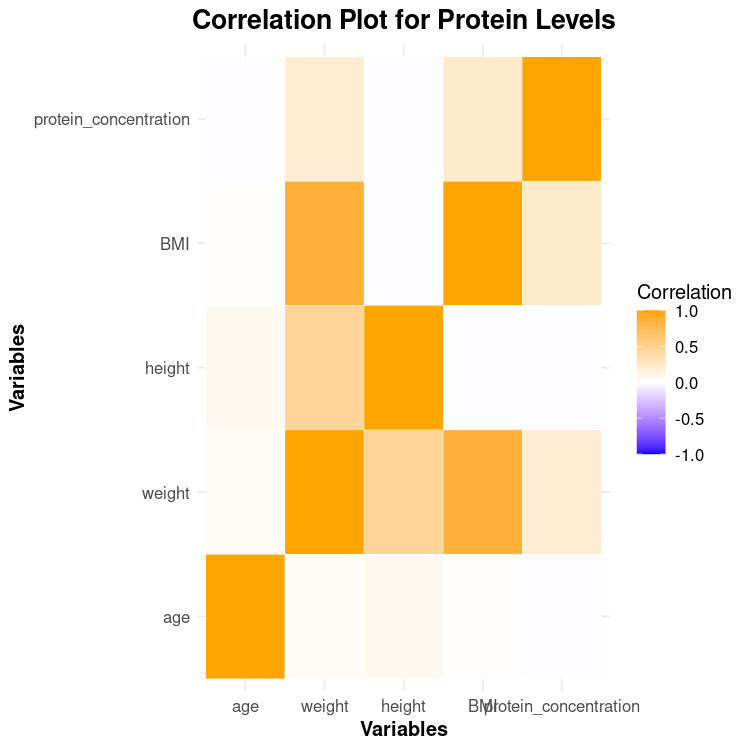 Correlation Plot for Protein Levels
protein_concentration
BMI
height
weight
age
Variables
Correlation
1.0
0.5
0.0
-0.5
-1.0
age weight height BMI protein_concentration
Variables